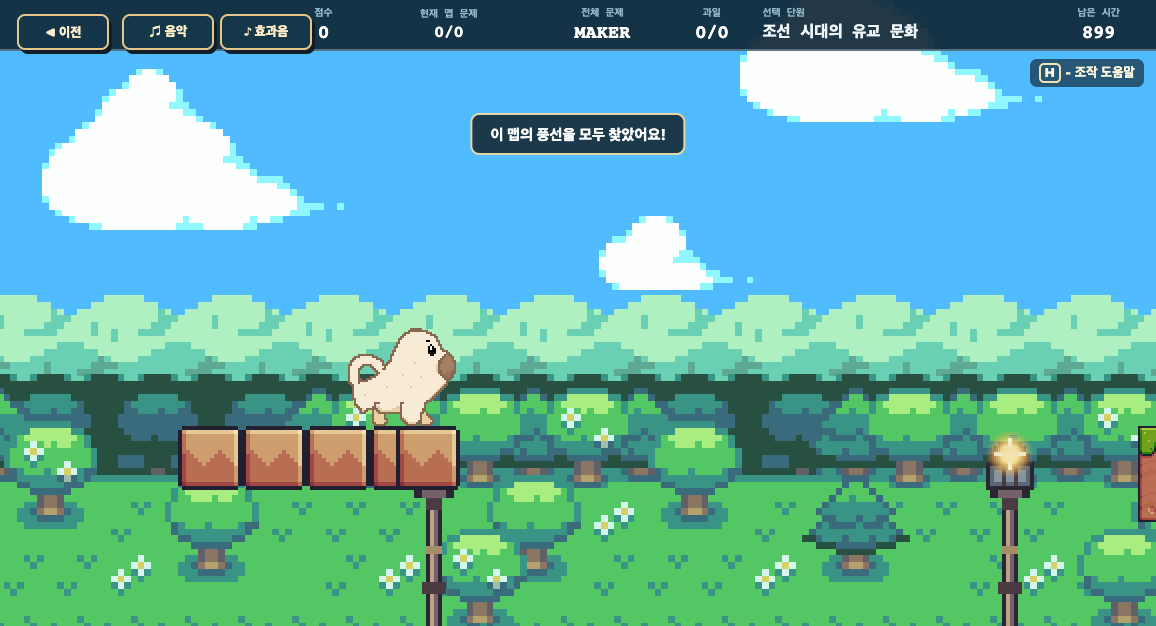 ◀ 이전
♫ 음악
♪ 효과음
점수
0
현재 맵 문제
0/0
전체 문제
MAKER
과일
0/0
선택 단원
조선 시대의 유교 문화
남은 시간
899
H - 조작 도움말
이 맵의 풍선을 모두 찾았어요!